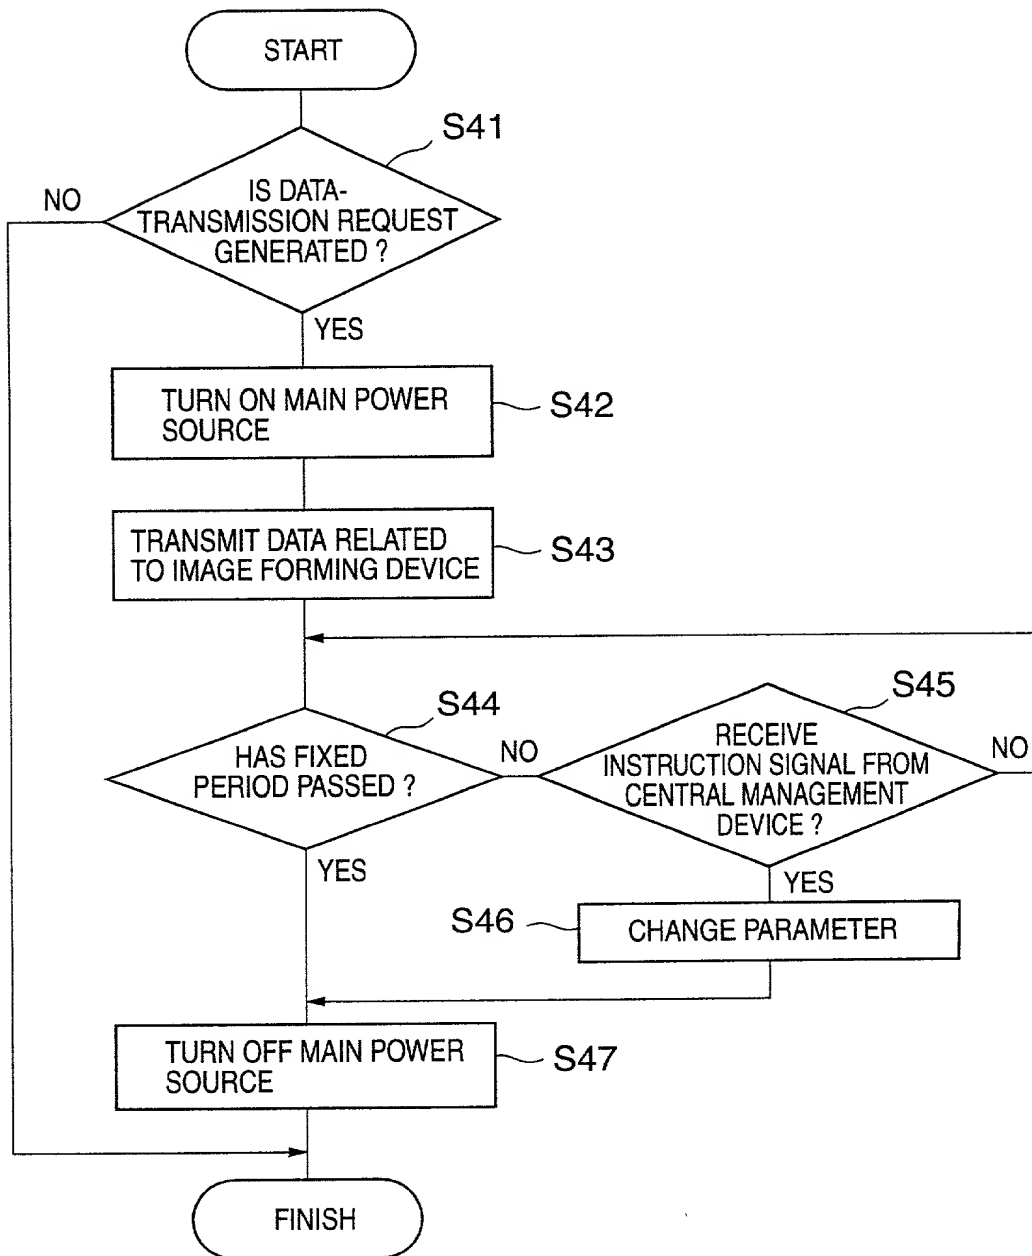 START
S41
NO
IS DATA-
TRANSMISSION REQUEST
GENERATED ?
YES
TURN ON MAIN POWER
SOURCE
S42
TRANSMIT DATA RELATED
TO IMAGE FORMING DEVICE
S43
S44
HAS FIXED
PERIOD PASSED ?
NO
YES
S45
RECEIVE
INSTRUCTION SIGNAL FROM
CENTRAL MANAGEMENT
DEVICE ?
NO
YES
S46
CHANGE PARAMETER
TURN OFF MAIN POWER
SOURCE
S47
FINISH